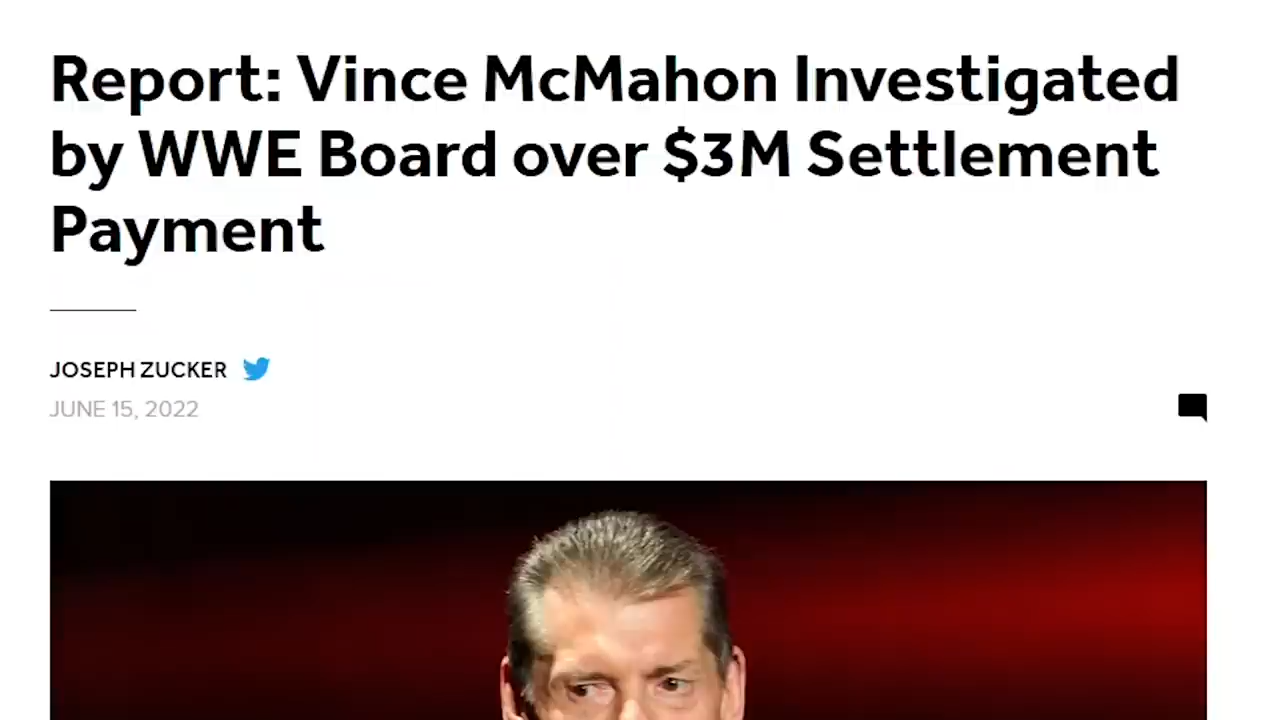 Report: Vince McMahon Investigated
by WWE Board over $3M Settlement
Payment
JOSEPH ZUCKER
JUNE 15, 2022